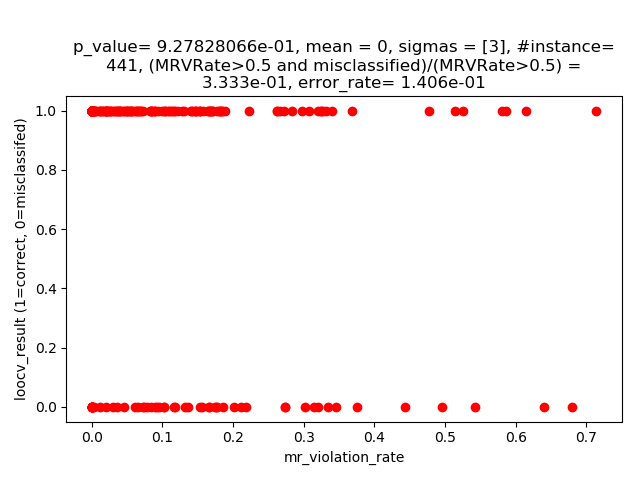 p_value= 9.27828066e-01, mean = 0, sigmas = [3], #instance=
441, (MRVRate>0.5 and misclassified)/(MRVRate>0.5) =
3.333e-01, error_rate= 1.406e-01
1.0
0.8
0.6
0.4
0.2
0.0
loocv_result (1=correct, 0=misclassifed)
0.0 0.1 0.2 0.3 0.4 0.5 0.6 0.7
mr_violation_rate